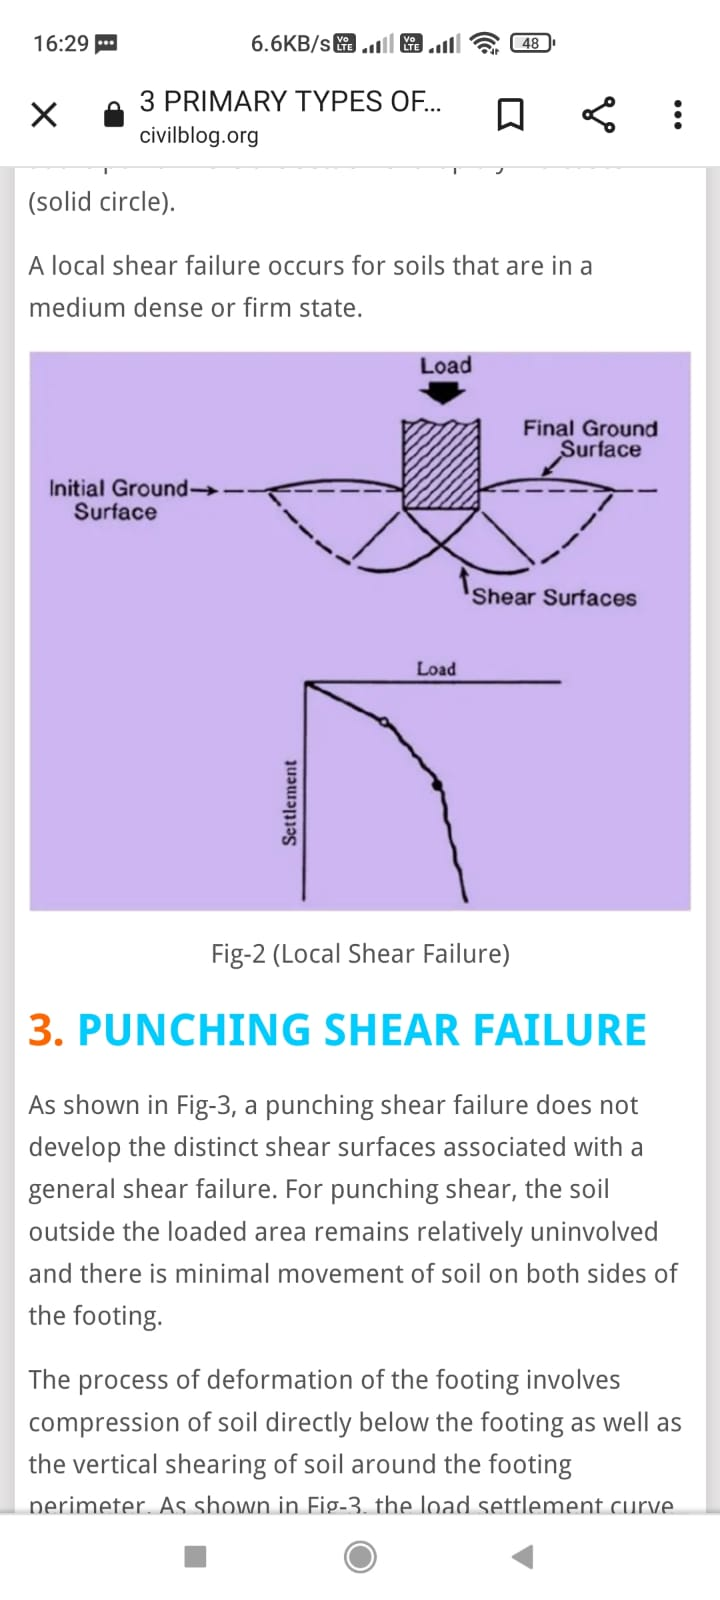 16:29
6.6KB/s Vo LTE Vo LTE 48
3 PRIMARY TYPES OF...
civilblog.org
(solid circle).
A local shear failure occurs for soils that are in a
medium dense or firm state.
Load
Final Ground
Surface
Initial Ground
Surface
Shear Surfaces
Load
Settlement
Fig-2 (Local Shear Failure)
3. PUNCHING SHEAR FAILURE
As shown in Fig-3, a punching shear failure does not
develop the distinct shear surfaces associated with a
general shear failure. For punching shear, the soil
outside the loaded area remains relatively uninvolved
and there is minimal movement of soil on both sides of
the footing.
The process of deformation of the footing involves
compression of soil directly below the footing as well as
the vertical shearing of soil around the footing
perimeter. As shown in Fig-3, the load settlement curve